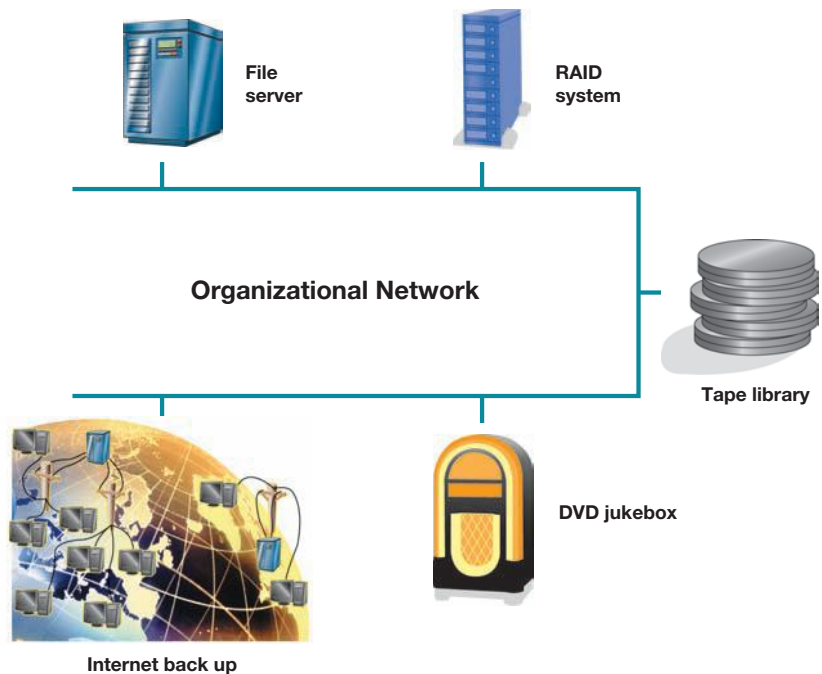 File
server
RAID
system
Organizational Network
Tape library
DVD jukebox
Internet back up